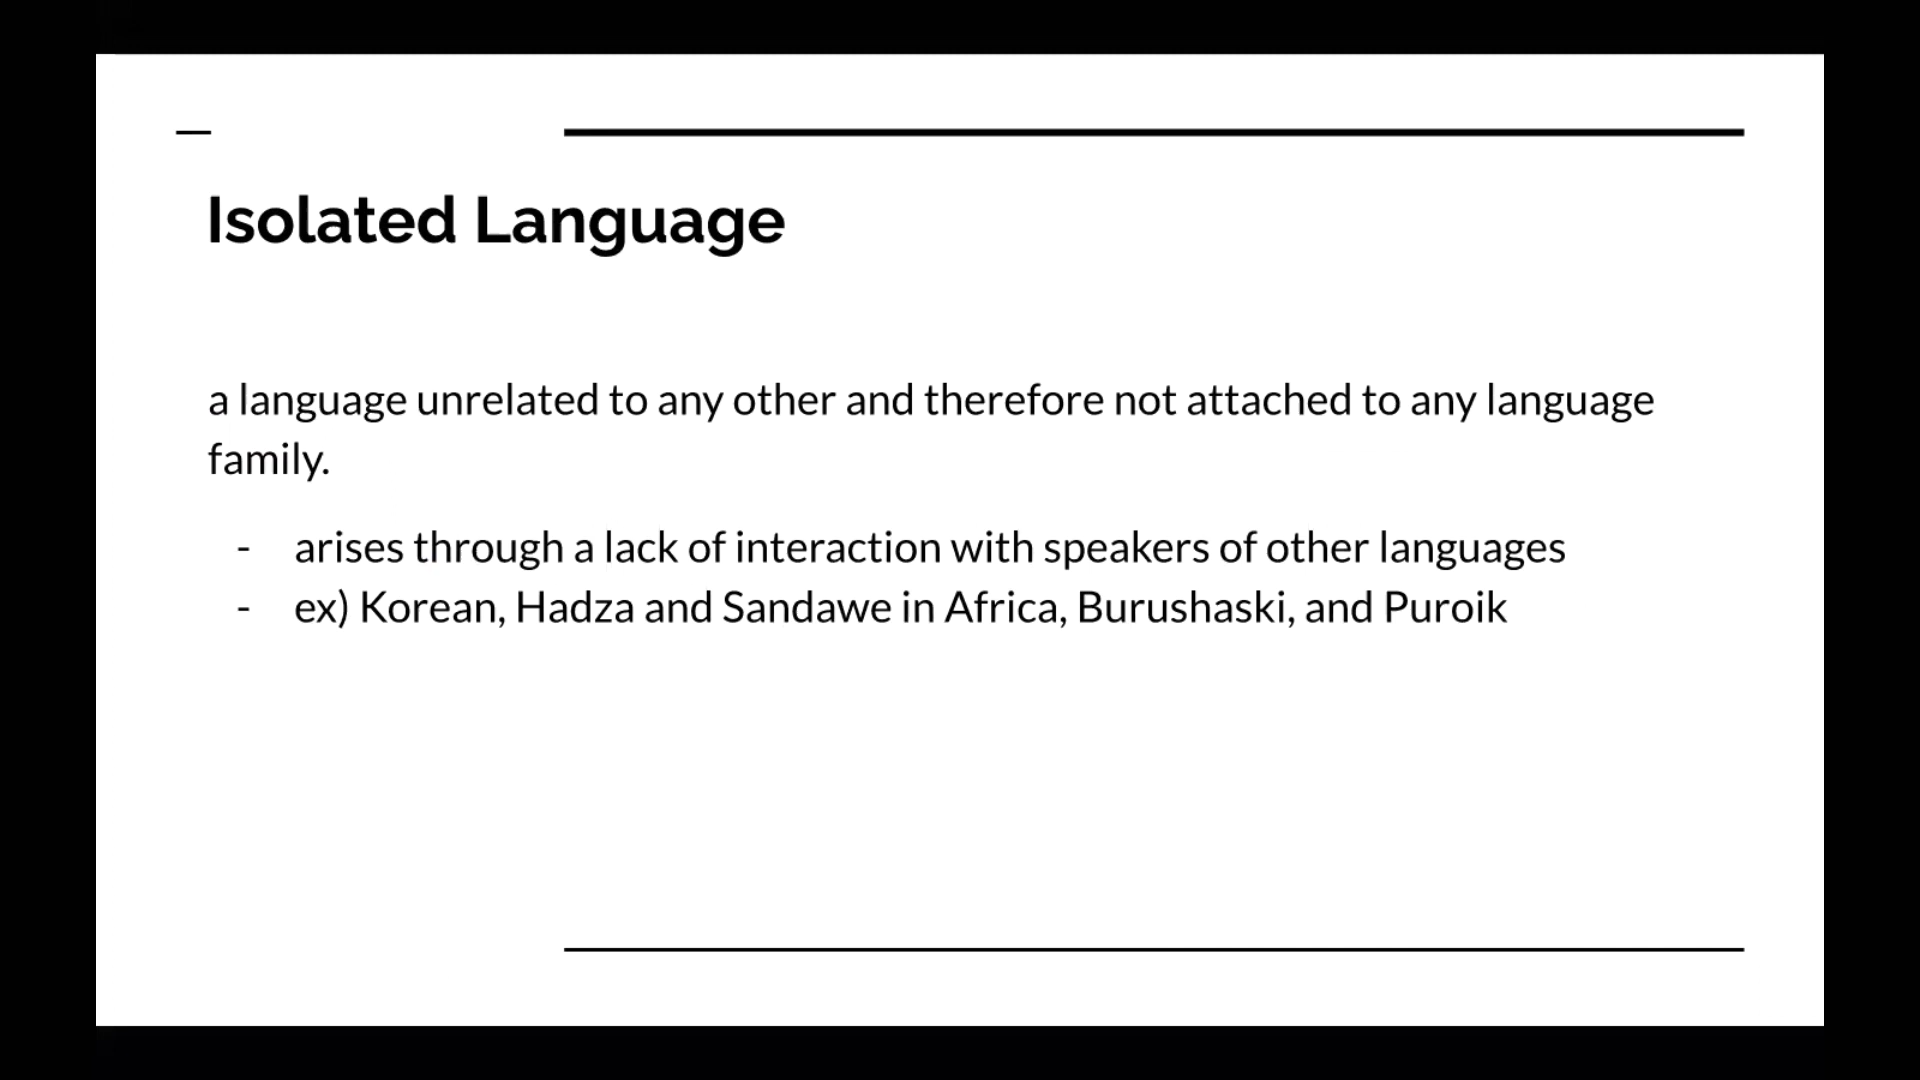 Isolated Language
a language unrelated to any other and therefore not attached to any language
family.
- arises through a lack of interaction with speakers of other languages
- ex) Korean, Hadza and Sandawe in Africa, Burushaski, and Puroik